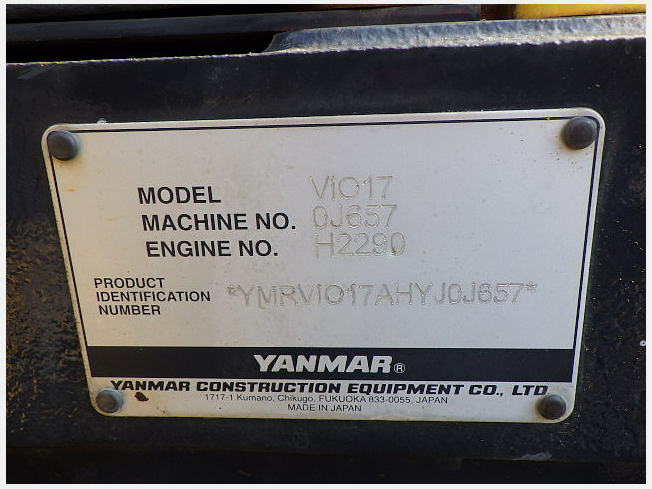 MODEL ViO17
MACHINE NO. 0J657
ENGINE NO. H2290
PRODUCT
IDENTIFICATION *YMRVIO17AHYJ0J657*
NUMBER
YANMAR®
YANMAR CONSTRUCTION EQUIPMENT CO., LTD.
1717-1 Kumano, Chikugo, FUKUOKA 833-0055, JAPAN
MADE IN JAPAN